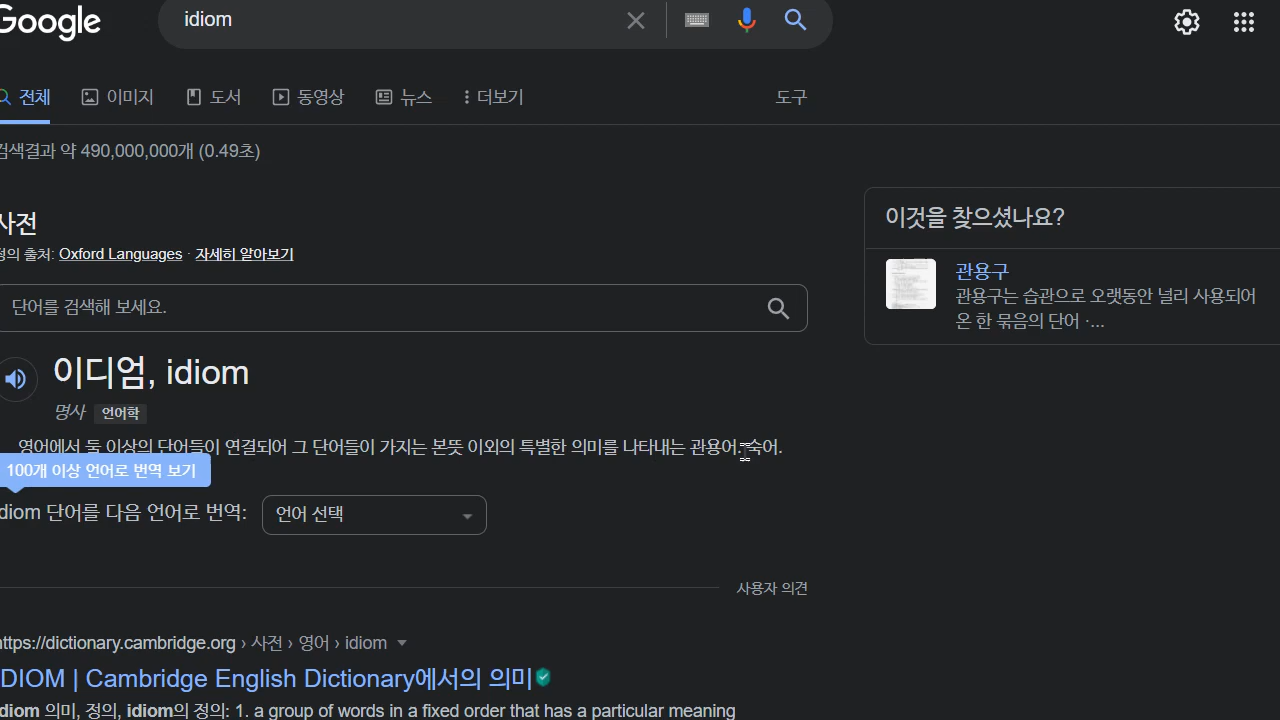 Google
idiom
전체 이미지 도서 동영상 뉴스 더보기 도구
검색결과 약 490,000,000개 (0.49초)
사전
정의 출처: Oxford Languages · 자세히 알아보기
단어를 검색해 보세요.
이디엄, idiom
명사 언어학
영어에서 둘 이상의 단어들이 연결되어 그 단어들이 가지는 본뜻 이외의 특별한 의미를 나타내는 관용어. 숙어.
100개 이상 언어로 번역 보기
idiom 단어를 다음 언어로 번역: 언어 선택
사용자 의견
이것을 찾으셨나요?
관용구
관용구는 습관으로 오랫동안 널리 사용되어
온 한 묶음의 단어 ·...
https://dictionary.cambridge.org › 사전 › 영어 › idiom
IDIOM | Cambridge English Dictionary에서의 의미
idiom 의미, 정의, idiom의 정의: 1. a group of words in a fixed order that has a particular meaning